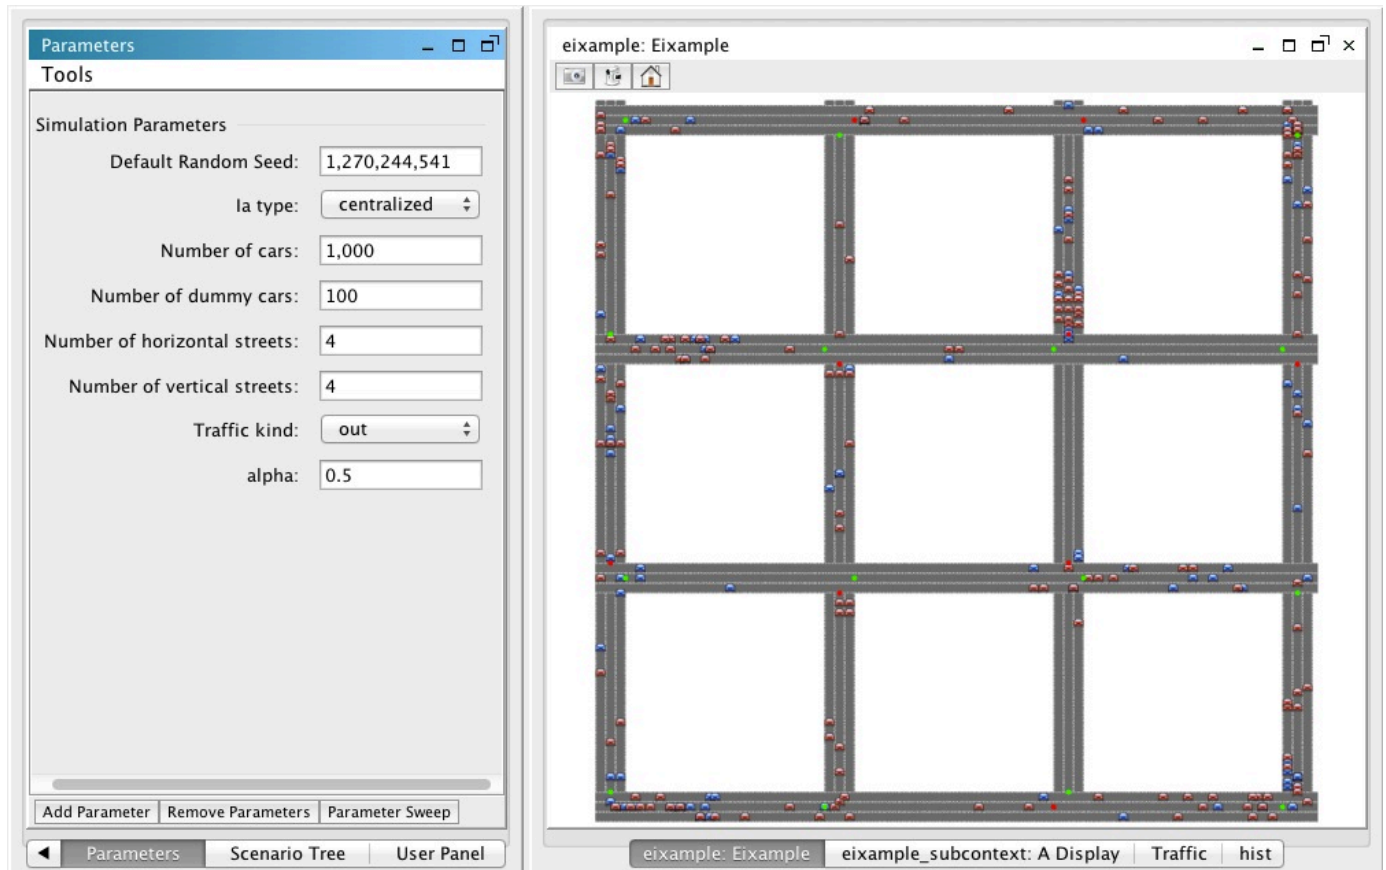 Parameters
Tools
Simulation Parameters
Default Random Seed: 1,270,244,541
Ia type: centralized
Number of cars: 1,000
Number of dummy cars: 100
Number of horizontal streets: 4
Number of vertical streets: 4
Traffic kind: out
alpha: 0.5
Add Parameter Remove Parameters Parameter Sweep
Parameters Scenario Tree User Panel
eixample: Eixample
eixample: Eixample eixample_subcontext: A Display Traffic hist